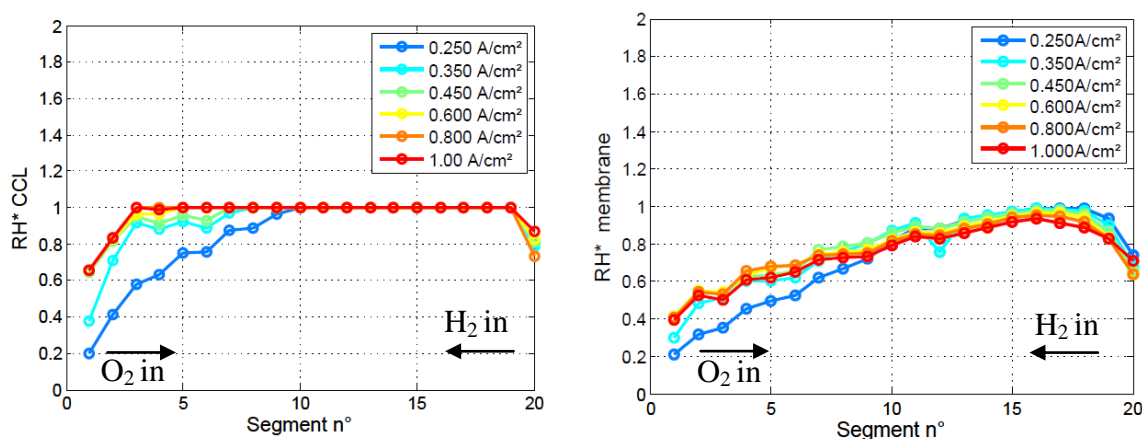 2
1.8
1.6
1.4
1.2
1
0.8
0.6
0.4
0.2
0
RH* CCL
0.250 A/cm²
0.350 A/cm²
0.450 A/cm²
0.600 A/cm²
0.800 A/cm²
1.00 A/cm²
O₂ in
H₂ in
0 5 10 15 20
Segment n°
2
1.8
1.6
1.4
1.2
1
0.8
0.6
0.4
0.2
0
RH* membrane
0.250A/cm²
0.350A/cm²
0.450A/cm²
0.600A/cm²
0.800A/cm²
1.000A/cm²
O₂ in
H₂ in
0 5 10 15 20
Segment n°